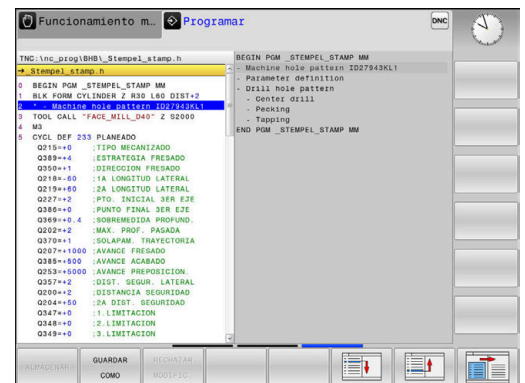 Funcionamiento m...
Programar
DNC
TNC:\nc_prog\BHB\_Stempel_stamp.h
→_Stempel_stamp.h
0 BEGIN PGM _STEMPEL_STAMP MM
1 BLK FORM CYLINDER Z R30 L60 DIST+2
2 * - Machine hole pattern ID27943KL1
3 TOOL CALL "FACE_MILL_D40" Z S2000
4 M3
5 CYCL DEF 233 PLANEADO
Q215=+0 ;TIPO MECANIZADO
Q389=+4 ;ESTRATEGIA FRESADO
Q350=+1 ;DIRECCION FRESADO
Q218=-60 ;1A LONGITUD LATERAL
Q219=+60 ;2A LONGITUD LATERAL
Q227=+2 ;PTO. INICIAL 3ER EJE
Q386=+0 ;PUNTO FINAL 3ER EJE
Q369=+0.4 ;SOBREMEDIDA PROFUND.
Q202=+2 ;MAX. PROF. PASADA
Q370=+1 ;SOLAPAM. TRAYECTORIA
Q207=+1000 ;AVANCE FRESADO
Q385=+500 ;AVANCE ACABADO
Q253=+5000 ;AVANCE PREPOSICION.
Q357=+2 ;DIST. SEGUR. LATERAL
Q200=+2 ;DISTANCIA SEGURIDAD
Q204=+50 ;2A DIST. SEGURIDAD
Q347=+0 ;1.LIMITACION
Q348=+0 ;2.LIMITACION
Q349=+0 ;3.LIMITACION
BEGIN PGM _STEMPEL_STAMP MM
- Machine hole pattern ID27943KL1
- Parameter definition
- Drill hole pattern
- Center drill
- Pecking
- Tapping
END PGM _STEMPEL_STAMP MM
ALMACENAR
GUARDAR
COMO
RECHAZAR
MODIFIC.